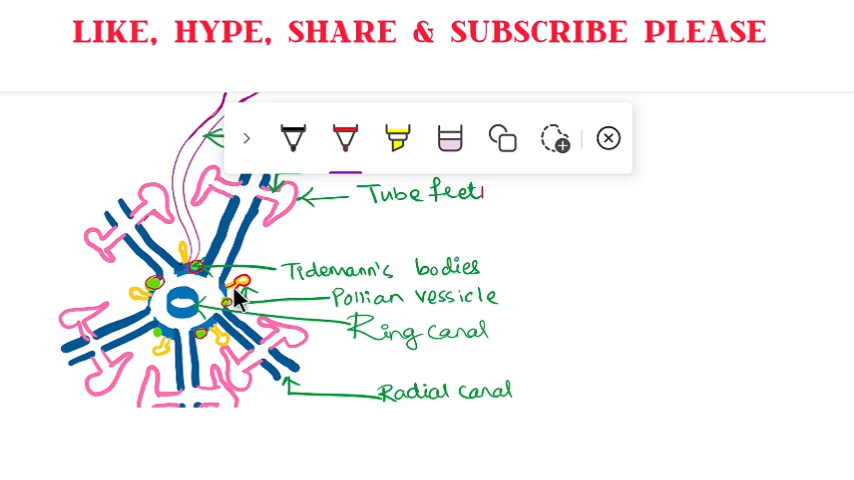 LIKE, HYPE, SHARE & SUBSCRIBE PLEASE
Tube feet
Tidemann's bodies
Pollian vessicle
Ring canal
Radial canal